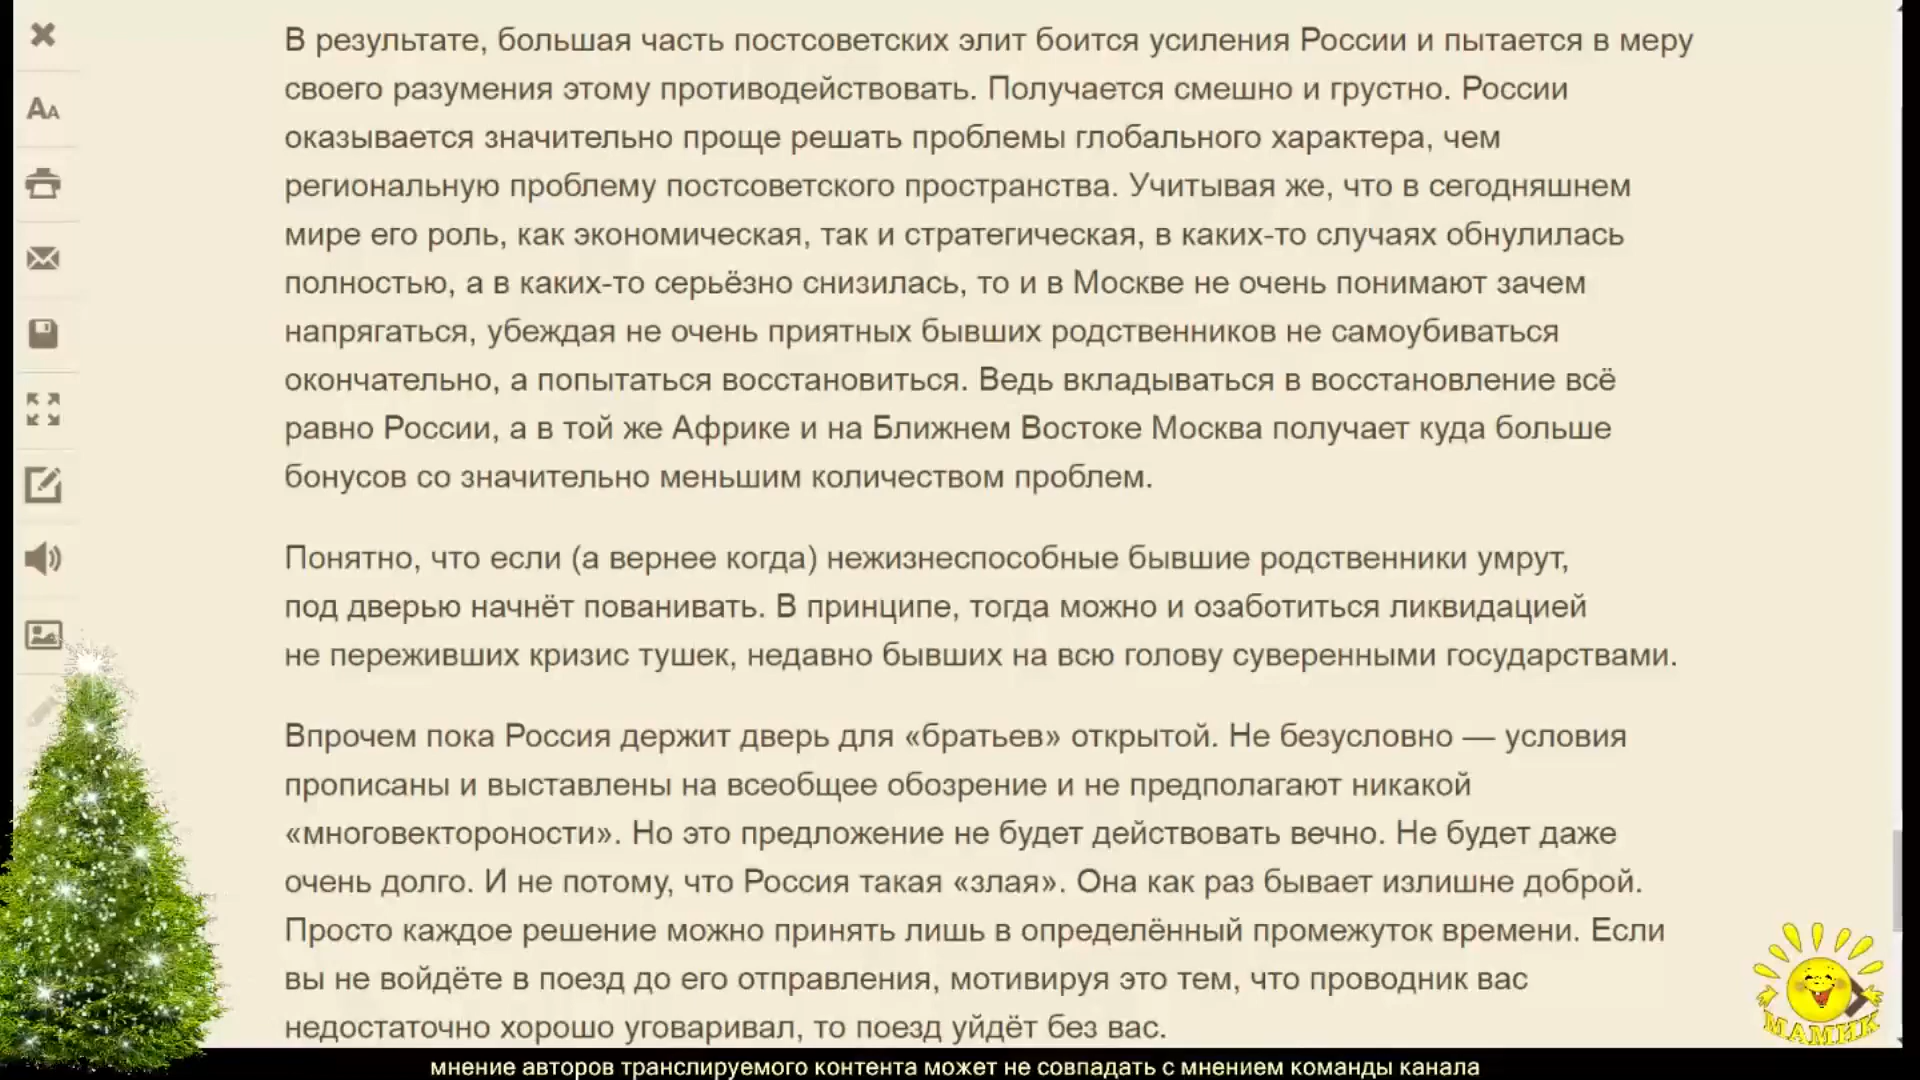 В результате, большая часть постсоветских элит боится усиления России и пытается в меру
своего разумения этому противодействовать. Получается смешно и грустно. России
оказывается значительно проще решать проблемы глобального характера, чем
региональную проблему постсоветского пространства. Учитывая же, что в сегодняшнем
мире его роль, как экономическая, так и стратегическая, в каких-то случаях обнулилась
полностью, а в каких-то серьёзно снизилась, то и в Москве не очень понимают зачем
напрягаться, убеждая не очень приятных бывших родственников не самоубиваться
окончательно, а попытаться восстановиться. Ведь вкладываться в восстановление всё
равно России, а в той же Африке и на Ближнем Востоке Москва получает куда больше
бонусов со значительно меньшим количеством проблем.
Понятно, что если (а вернее когда) нежизнеспособные бывшие родственники умрут,
под дверью начнёт пованивать. В принципе, тогда можно и озаботиться ликвидацией
не переживших кризис тушек, недавно бывших на всю голову суверенными государствами.
Впрочем пока Россия держит дверь для «братьев» открытой. Не безусловно — условия
прописаны и выставлены на всеобщее обозрение и не предполагают никакой
«многовектороности». Но это предложение не будет действовать вечно. Не будет даже
очень долго. И не потому, что Россия такая «злая». Она как раз бывает излишне доброй.
Просто каждое решение можно принять лишь в определённый промежуток времени. Если
вы не войдёте в поезд до его отправления, мотивируя это тем, что проводник вас
недостаточно хорошо уговаривал, то поезд уйдёт без вас.
МАМИК
мнение авторов транслируемого контента может не совпадать с мнением команды канала
AA